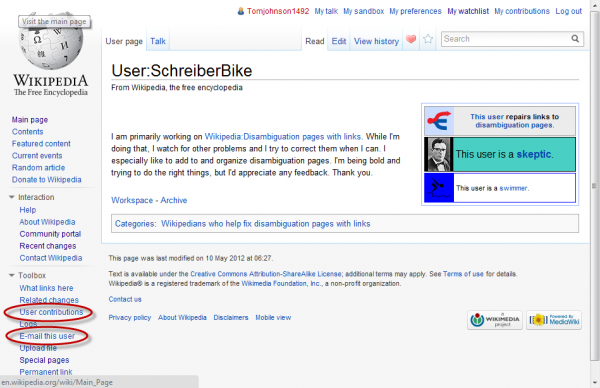 Tomjohnson1492 My talk My sandbox My preferences My watchlist My contributions Log out
Visit the main page
WIKIPEDIA
The Free Encyclopedia
User page Talk Read Edit View history Search
User:SchreiberBike
From Wikipedia, the free encyclopedia
I am primarily working on Wikipedia:Disambiguation pages with links. While I'm
doing that, I watch for other problems and I try to correct them when I can. I
especially like to add to and organize disambiguation pages. I'm being bold and
trying to do the right things, but I'd appreciate any feedback. Thank you.
Workspace - Archive
This user repairs links to
disambiguation pages.
This user is a skeptic.
This user is a swimmer.
Categories: Wikipedians who help fix disambiguation pages with links
This page was last modified on 10 May 2012 at 06:27.
Text is available under the Creative Commons Attribution-ShareAlike License; additional terms may apply. See Terms of use for details.
Wikipedia® is a registered trademark of the Wikimedia Foundation, Inc., a non-profit organization.
Contact us
Privacy policy About Wikipedia Disclaimers Mobile view
WIKIMEDIA
project
Powered By
MediaWiki
Main page
Contents
Featured content
Current events
Random article
Donate to Wikipedia
Interaction
Help
About Wikipedia
Community portal
Recent changes
Contact Wikipedia
Toolbox
What links here
Related changes
User contributions
Logs
E-mail this user
Upload file
Special pages
Permanent link
en.wikipedia.org/wiki/Main_Page